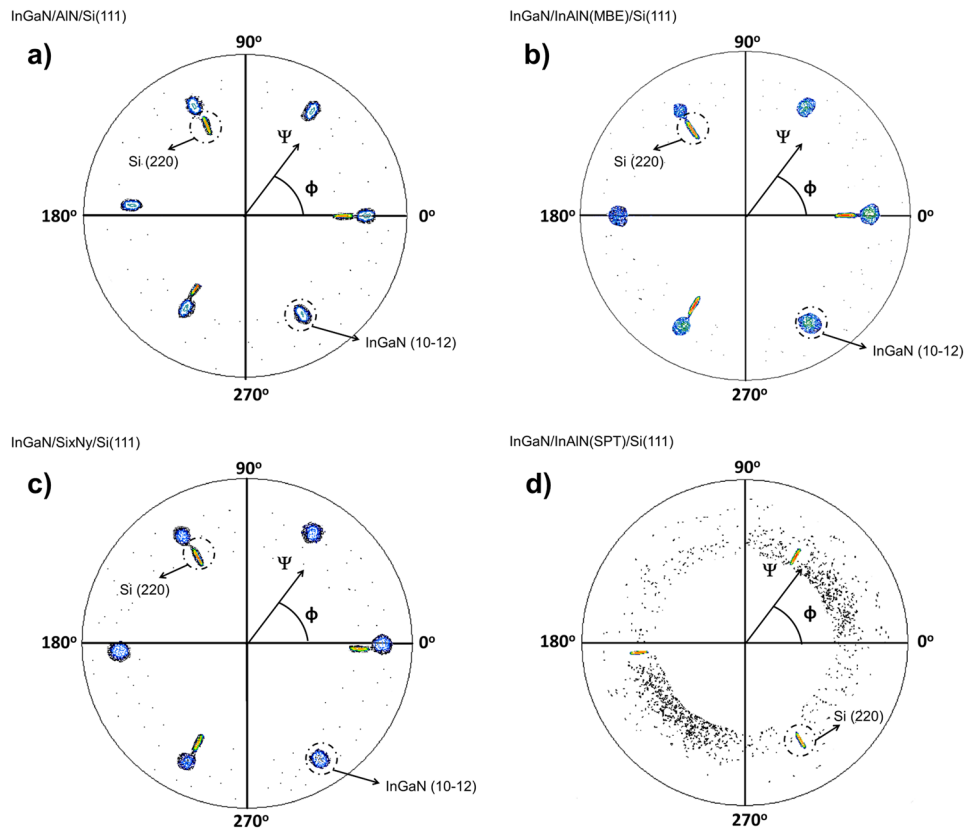 InGaN/AlN/Si(111)
a)
90º
Si (220)
Ψ
ϕ
180º
0º
InGaN (10-12)
270º
InGaN/InAlN(MBE)/Si(111)
b)
90º
Si (220)
Ψ
ϕ
180º
0º
InGaN (10-12)
270º
InGaN/SixNy/Si(111)
c)
90º
Si (220)
Ψ
ϕ
180º
0º
InGaN (10-12)
270º
InGaN/InAlN(SPT)/Si(111)
d)
90º
Ψ
ϕ
180º
0º
Si (220)
270º